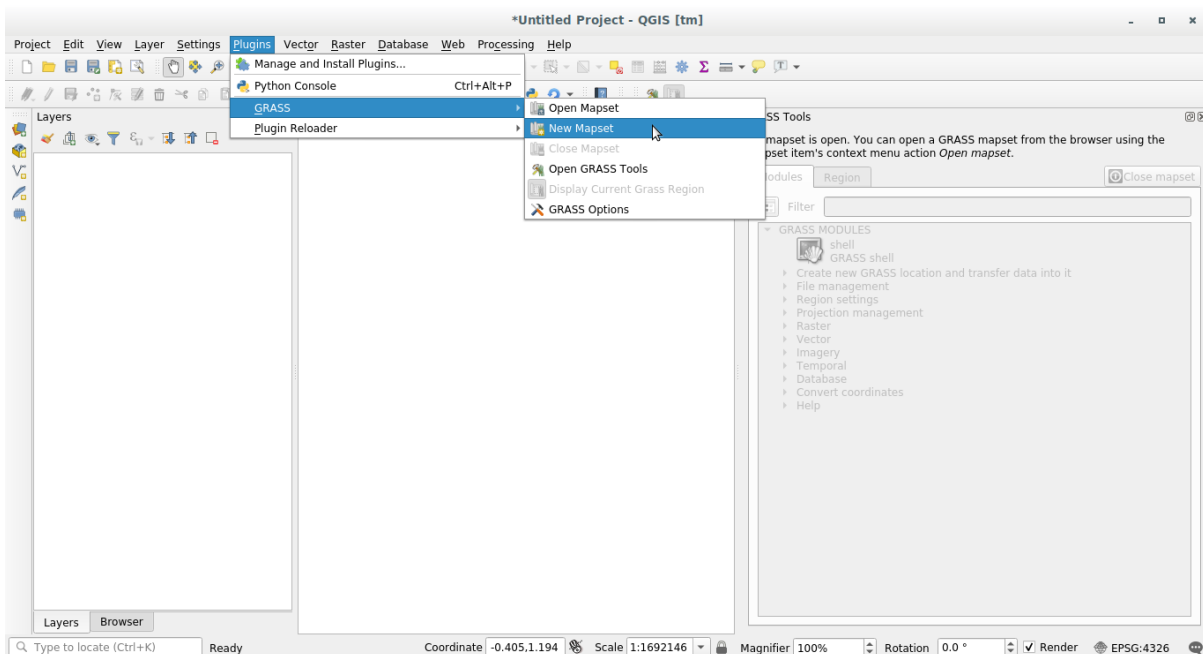 *Untitled Project - QGIS [tm]
Project Edit View Layer Settings Plugins Vector Raster Database Web Processing Help
Manage and Install Plugins...
Python Console Ctrl+Alt+P
GRASS
Plugin Reloader
Open Mapset
New Mapset
Close Mapset
Open GRASS Tools
Display Current Grass Region
GRASS Options
Layers
SS Tools
mapset is open. You can open a GRASS mapset from the browser using the
pset item's context menu action Open mapset.
odules Region Close mapset
Filter
GRASS MODULES
shell
GRASS shell
Create new GRASS location and transfer data into it
File management
Region settings
Projection management
Raster
Vector
Imagery
Temporal
Database
Convert coordinates
Help
Layers Browser
Type to locate (Ctrl+K) Ready Coordinate -0.405,1.194 Scale 1:1692146 Magnifier 100% Rotation 0.0 ° Render EPSG:4326